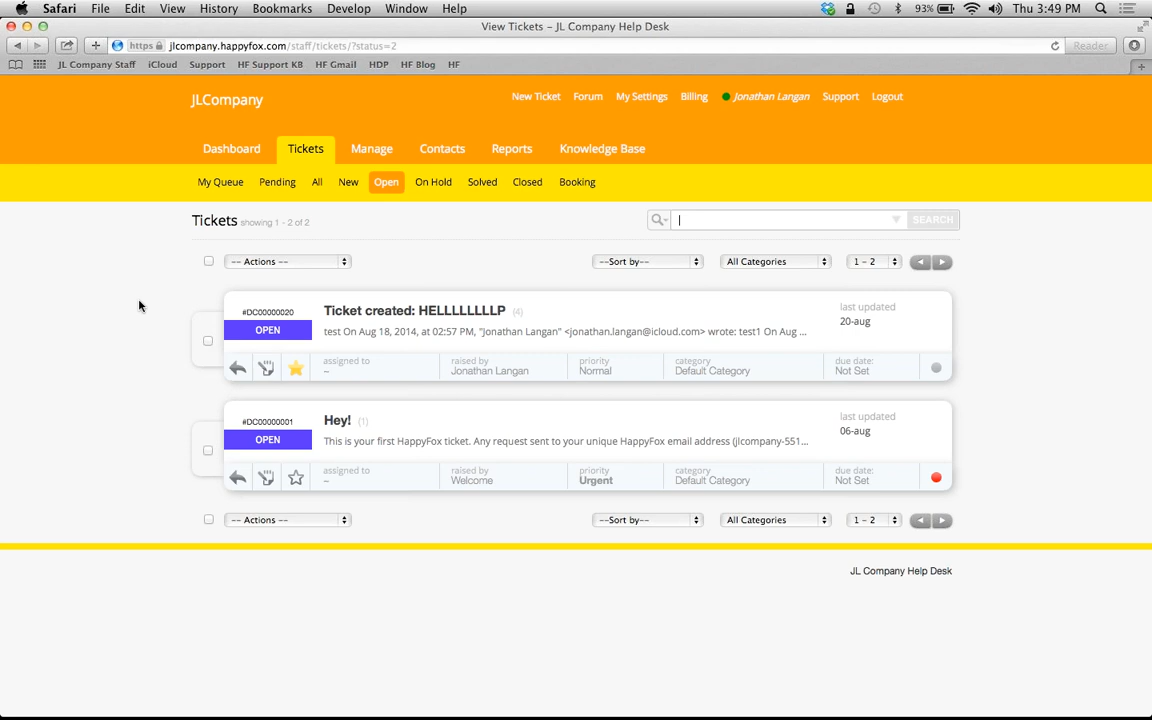 Safari File Edit View History Bookmarks Develop Window Help 93% Thu 3:49 PM
View Tickets – JL Company Help Desk
https jlcompany.happyfox.com/staff/tickets/?status=2 Reader
JL Company Staff iCloud Support HF Support KB HF Gmail HDP HF Blog HF
JLCompany New Ticket Forum My Settings Billing Jonathan Langan Support Logout
Dashboard Tickets Manage Contacts Reports Knowledge Base
My Queue Pending All New Open On Hold Solved Closed Booking
Tickets showing 1 - 2 of 2 SEARCH
-- Actions -- --Sort by-- All Categories 1 - 2
#DC00000020 Ticket created: HELLLLLLLLP (4) last updated
OPEN test On Aug 18, 2014, at 02:57 PM, "Jonathan Langan" <jonathan.langan@icloud.com> wrote: test1 On Aug ... 20-aug
assigned to raised by priority category due date:
~ Jonathan Langan Normal Default Category Not Set
#DC00000001 Hey! (1) last updated
OPEN This is your first HappyFox ticket. Any request sent to your unique HappyFox email address (jlcompany-551... 06-aug
assigned to raised by priority category due date:
~ Welcome Urgent Default Category Not Set
-- Actions -- --Sort by-- All Categories 1 - 2
JL Company Help Desk